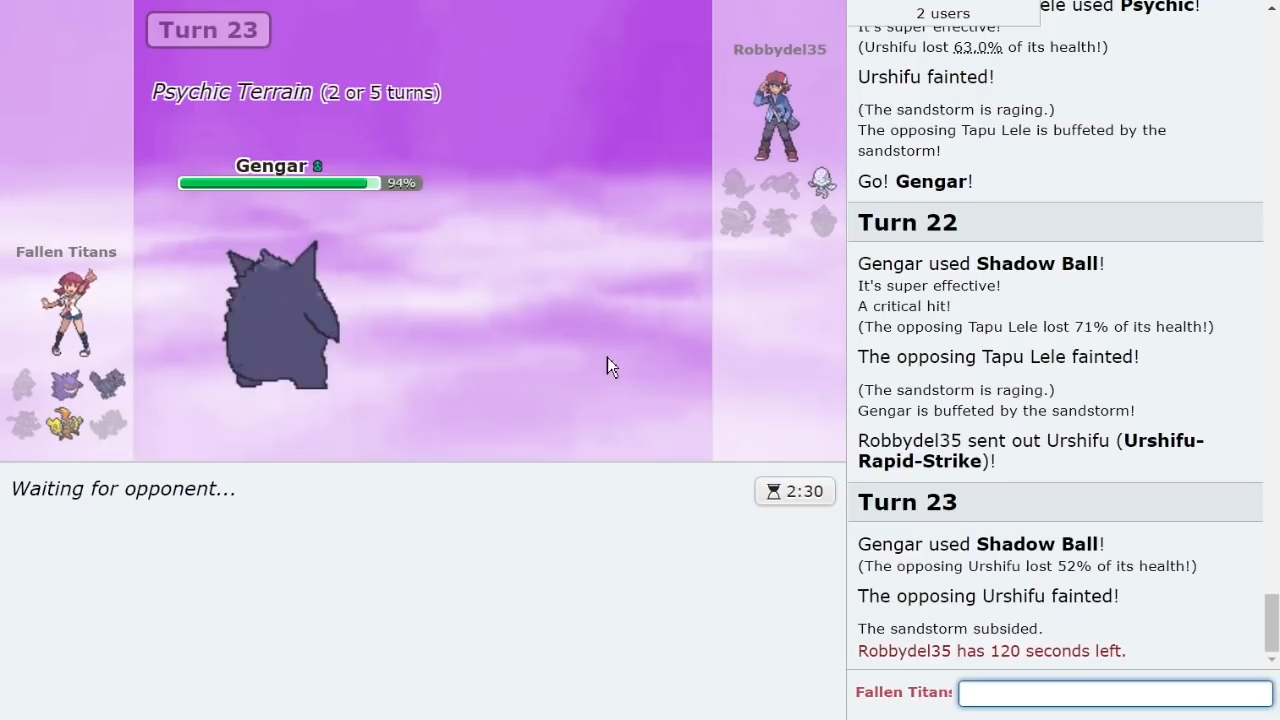 Turn 23
Psychic Terrain (2 or 5 turns)
Gengar
94%
Fallen Titans
Robbydel35
Waiting for opponent...
2:30
2 users
ele used Psychic!
It's super effective!
(Urshifu lost 63.0% of its health!)
Urshifu fainted!
(The sandstorm is raging.)
The opposing Tapu Lele is buffeted by the
sandstorm!
Go! Gengar!
Turn 22
Gengar used Shadow Ball!
It's super effective!
A critical hit!
(The opposing Tapu Lele lost 71% of its health!)
The opposing Tapu Lele fainted!
(The sandstorm is raging.)
Gengar is buffeted by the sandstorm!
Robbydel35 sent out Urshifu (Urshifu-
Rapid-Strike)!
Turn 23
Gengar used Shadow Ball!
(The opposing Urshifu lost 52% of its health!)
The opposing Urshifu fainted!
The sandstorm subsided.
Robbydel35 has 120 seconds left.
Fallen Titans